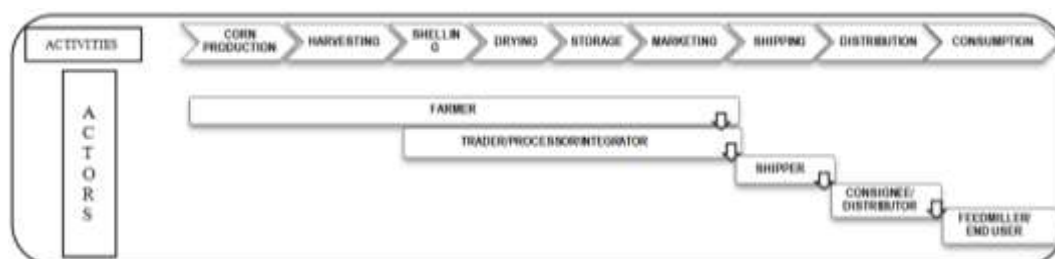 ACTIVITIES
CORN
PRODUCTION
HARVESTING
SHELLIN
G
DRYING
STORAGE
MARKETING
SHIPPING
DISTRIBUTION
CONSUMPTION
A
C
T
O
R
S
FARMER
TRADER/PROCESSOR/INTEGRATOR
SHIPPER
CONSIGNEE/
DISTRIBUTOR
FEEDMILLER/
END USER